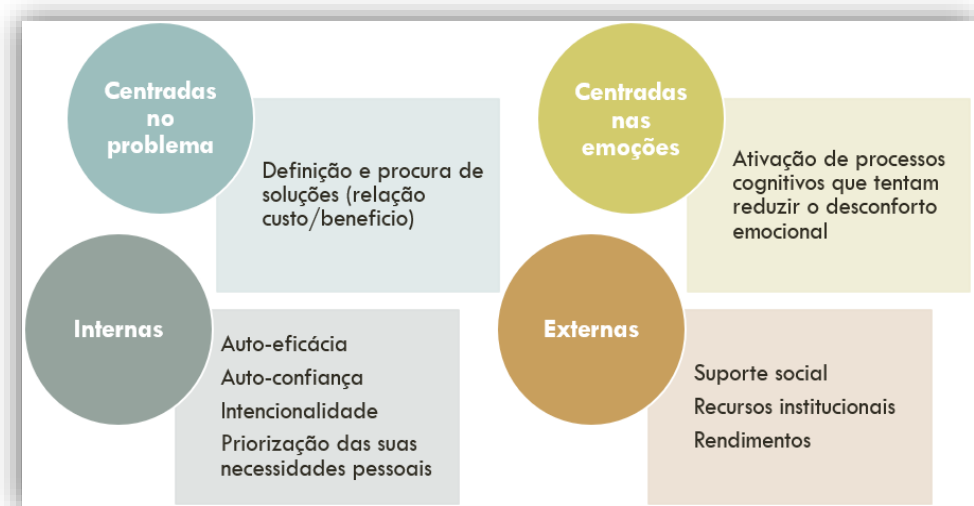 Centradas
no
problema
Definição e procura de
soluções (relação
custo/beneficio)
Centradas
nas
emoções
Ativação de processos
cognitivos que tentam
reduzir o desconforto
emocional
Internas
Auto-eficácia
Auto-confiança
Intencionalidade
Priorização das suas
necessidades pessoais
Externas
Suporte social
Recursos institucionais
Rendimentos